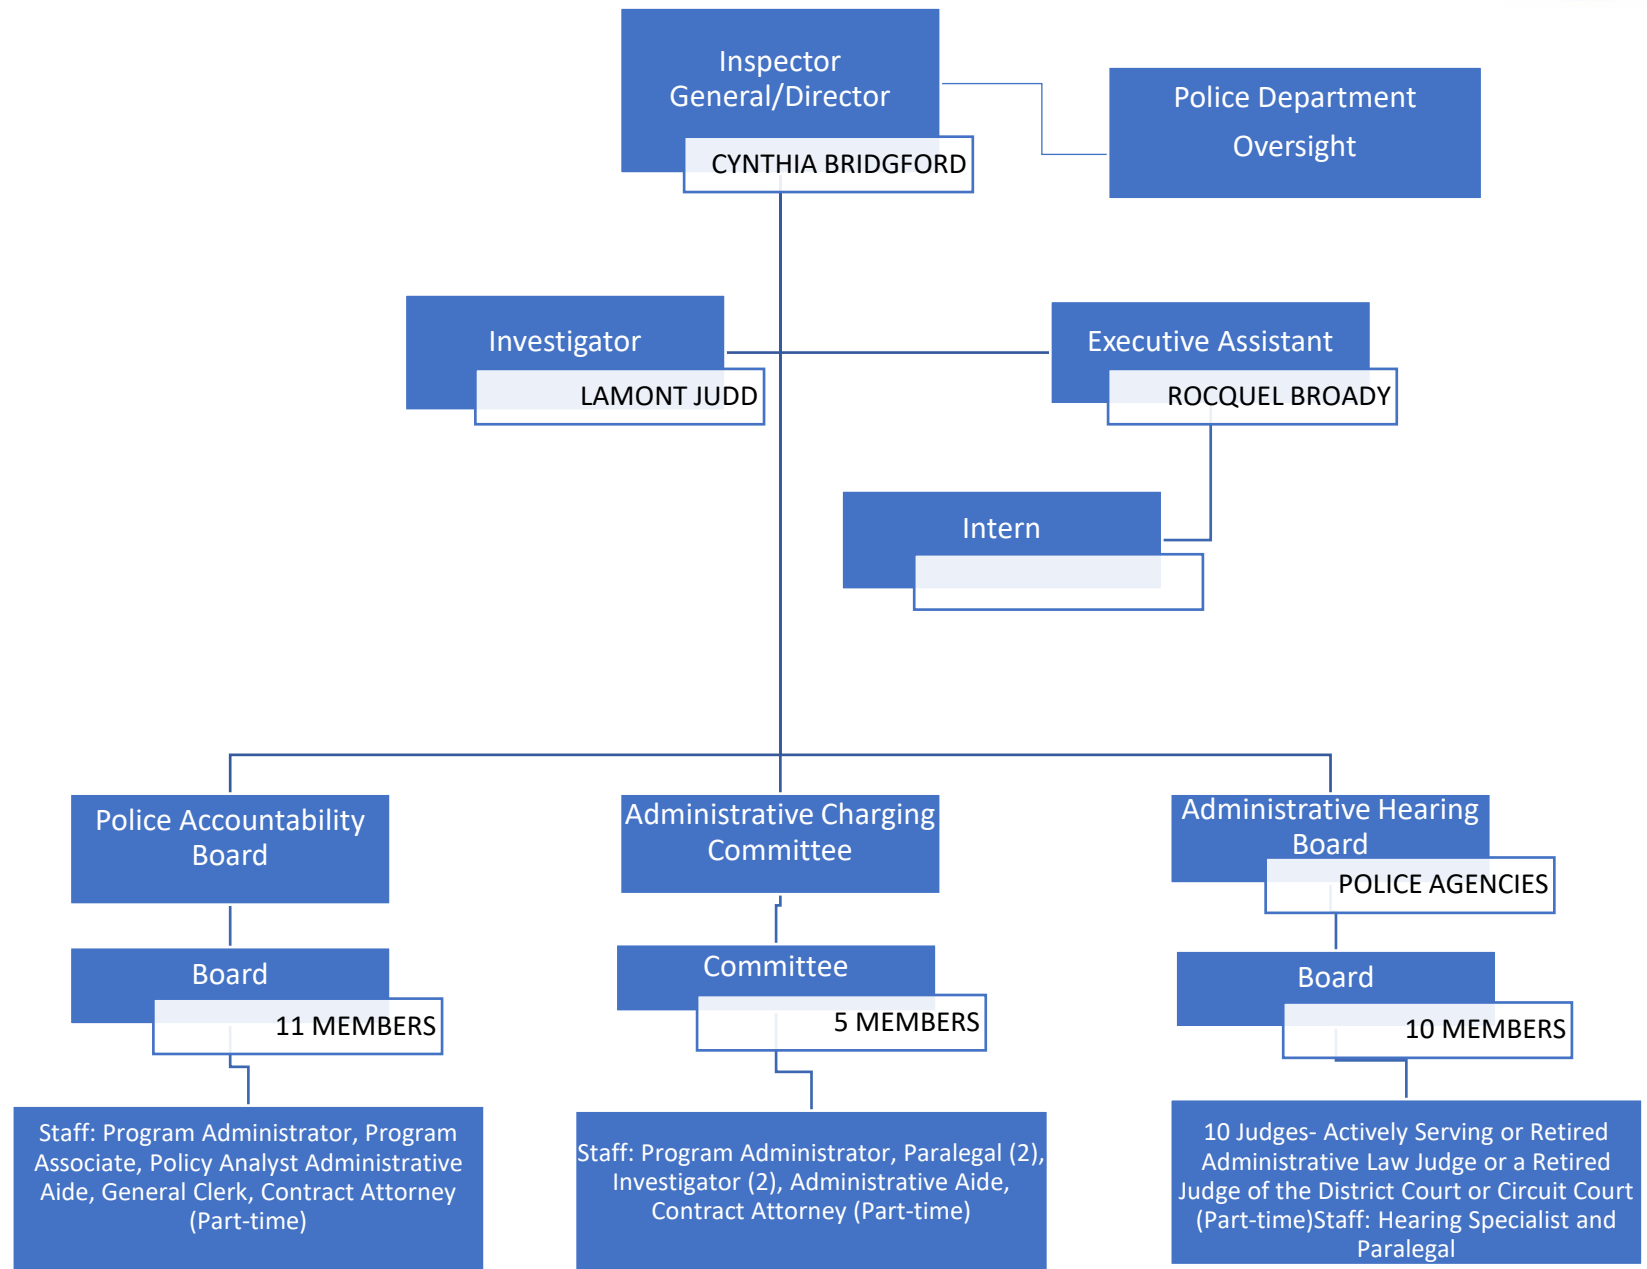 Inspector
General/Director
CYNTHIA BRIDGFORD
Police Department
Oversight
Investigator
LAMONT JUDD
Executive Assistant
ROCQUEL BROADY
Intern
Police Accountability
Board
Board
11 MEMBERS
Staff: Program Administrator, Program
Associate, Policy Analyst Administrative
Aide, General Clerk, Contract Attorney
(Part-time)
Administrative Charging
Committee
Committee
5 MEMBERS
Staff: Program Administrator, Paralegal (2),
Investigator (2), Administrative Aide,
Contract Attorney (Part-time)
Administrative Hearing
Board
POLICE AGENCIES
Board
10 MEMBERS
10 Judges- Actively Serving or Retired
Administrative Law Judge or a Retired
Judge of the District Court or Circuit Court
(Part-time)Staff: Hearing Specialist and
Paralegal